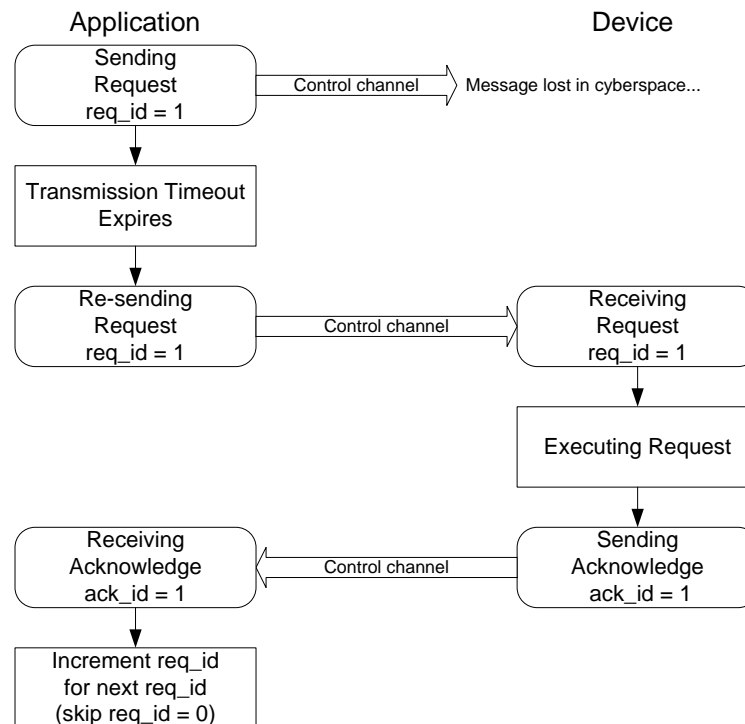 Application
Device
Sending
Request
req_id = 1
Control channel
Message lost in cyberspace...
Transmission Timeout
Expires
Re-sending
Request
req_id = 1
Control channel
Receiving
Request
req_id = 1
Executing Request
Receiving
Acknowledge
ack_id = 1
Control channel
Sending
Acknowledge
ack_id = 1
Increment req_id
for next req_id
(skip req_id = 0)